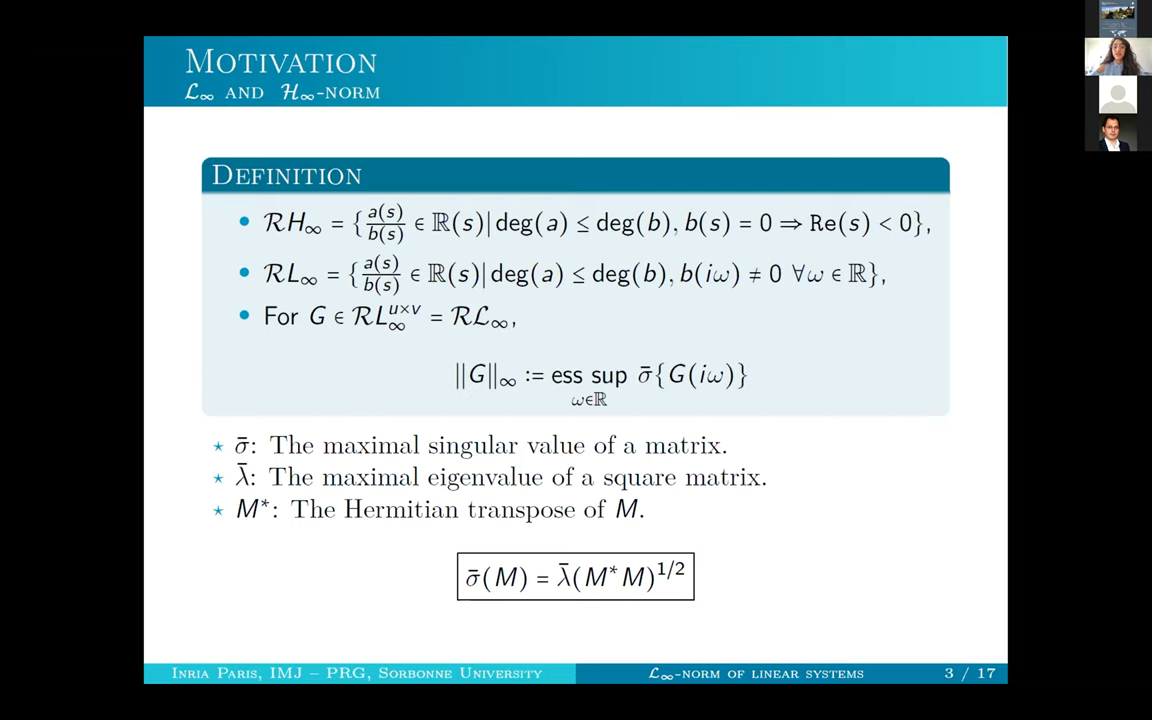 MOTIVATION
𝓛∞ AND 𝓗∞-NORM
DEFINITION
• 𝓡H∞ = {a(s)/b(s) ∈ ℝ(s)| deg(a) ≤ deg(b), b(s) = 0 ⇒ Re(s) < 0},
• 𝓡L∞ = {a(s)/b(s) ∈ ℝ(s)| deg(a) ≤ deg(b), b(iω) ≠ 0 ∀ω ∈ ℝ},
• For G ∈ 𝓡L∞^{u×v} = 𝓡𝓛∞,
||G||∞ := ess sup σ̄{G(iω)}
ω∈ℝ
⋆ σ̄: The maximal singular value of a matrix.
⋆ λ̄: The maximal eigenvalue of a square matrix.
⋆ M*: The Hermitian transpose of M.
σ̄(M) = λ̄(M*M)^{1/2}
INRIA PARIS, IMJ – PRG, SORBONNE UNIVERSITY 𝓛∞-NORM OF LINEAR SYSTEMS 3 / 17